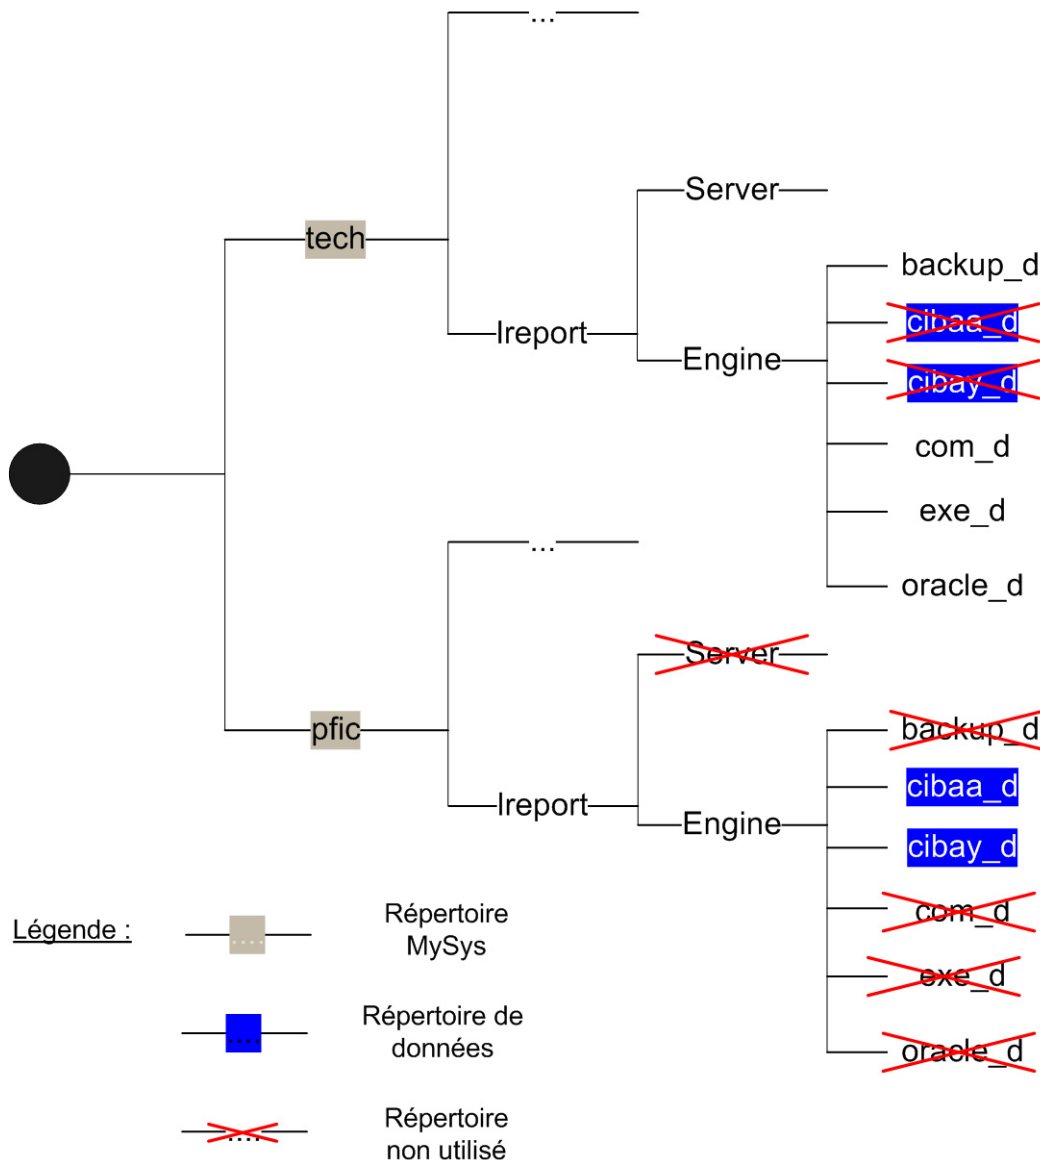 ...
Server
tech
backup_d
cibaa_d
Ireport
Engine
cibay_d
com_d
exe_d
...
oracle_d
Server
pfic
backup_d
cibaa_d
Ireport
Engine
cibay_d
Légende :
....
Répertoire
MySys
com_d
exe_d
....
Répertoire de
données
oracle_d
....
Répertoire
non utilisé